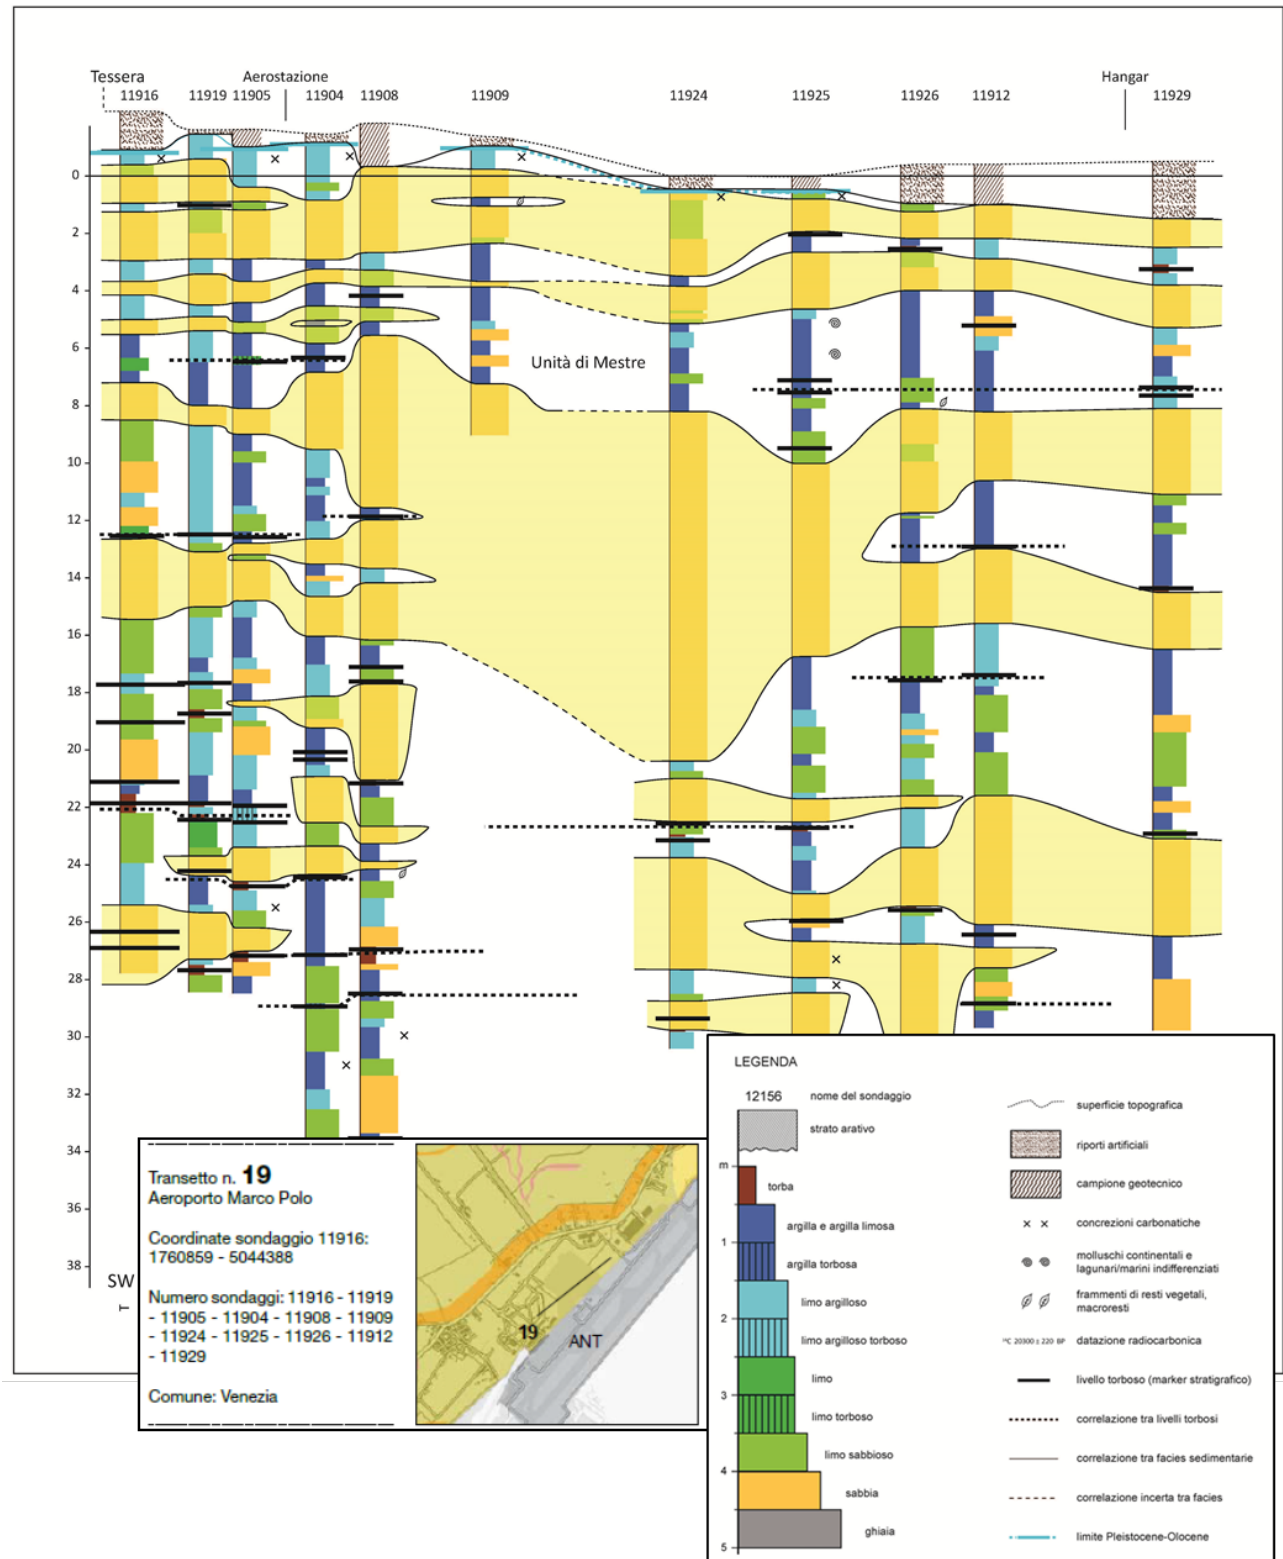 Tessera Aerostazione Hangar
11916 11919 11905 11904 11908 11909 11924 11925 11926 11912 11929
0
2
4
6
Unità di Mestre
8
10
12
14
16
18
20
22
24
26
28
30
32
34
36
38
SW
Transetto n. 19
Aeroporto Marco Polo
Coordinate sondaggio 11916:
1760859 - 5044388
Numero sondaggi: 11916 - 11919
- 11905 - 11904 - 11908 - 11909
- 11924 - 11925 - 11926 - 11912
- 11929
Comune: Venezia
19
ANT
LEGENDA
12156 nome del sondaggio
strato arativo
m
torba
argilla e argilla limosa
1
argilla torbosa
limo argilloso
2
limo argilloso torboso
limo
3
limo torboso
limo sabbioso
4
sabbia
ghiaia
5
superficie topografica
riporti artificiali
campione geotecnico
x x concrezioni carbonatiche
molluschi continentali e
lagunari/marini indifferenziati
frammenti di resti vegetali,
macroresti
¹⁴C 20300 ± 220 BP datazione radiocarbonica
livello torboso (marker stratigrafico)
correlazione tra livelli torbosi
correlazione tra facies sedimentarie
correlazione incerta tra facies
limite Pleistocene-Olocene